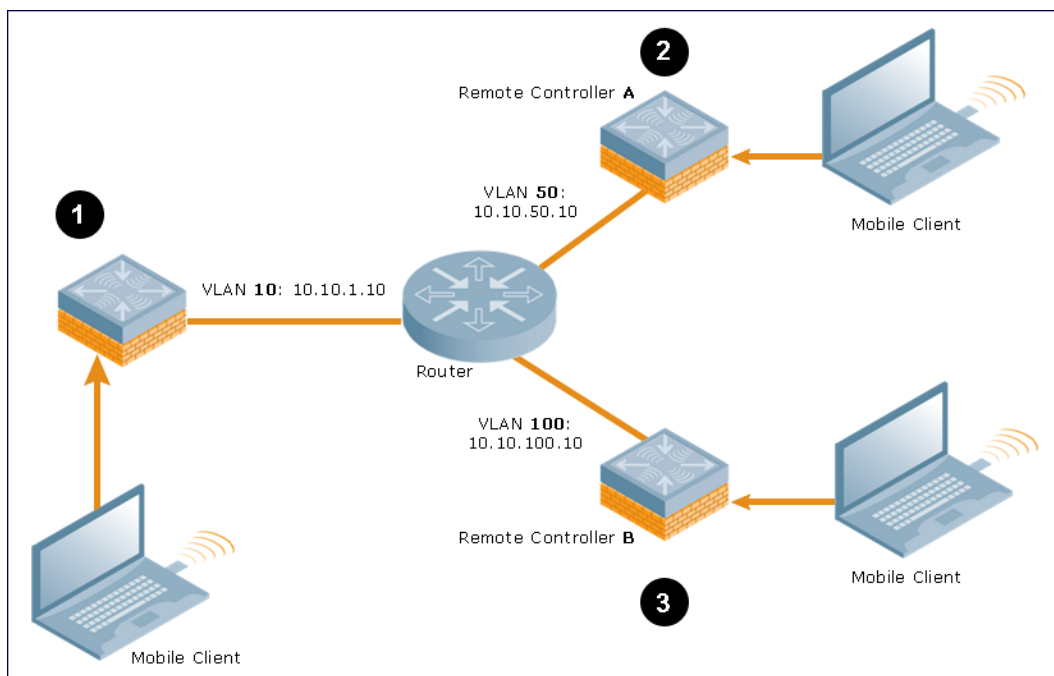 2
Remote Controller A
1
VLAN 50:
10.10.50.10
Mobile Client
VLAN 10: 10.10.1.10
Router
VLAN 100:
10.10.100.10
Remote Controller B
Mobile Client
3
Mobile Client